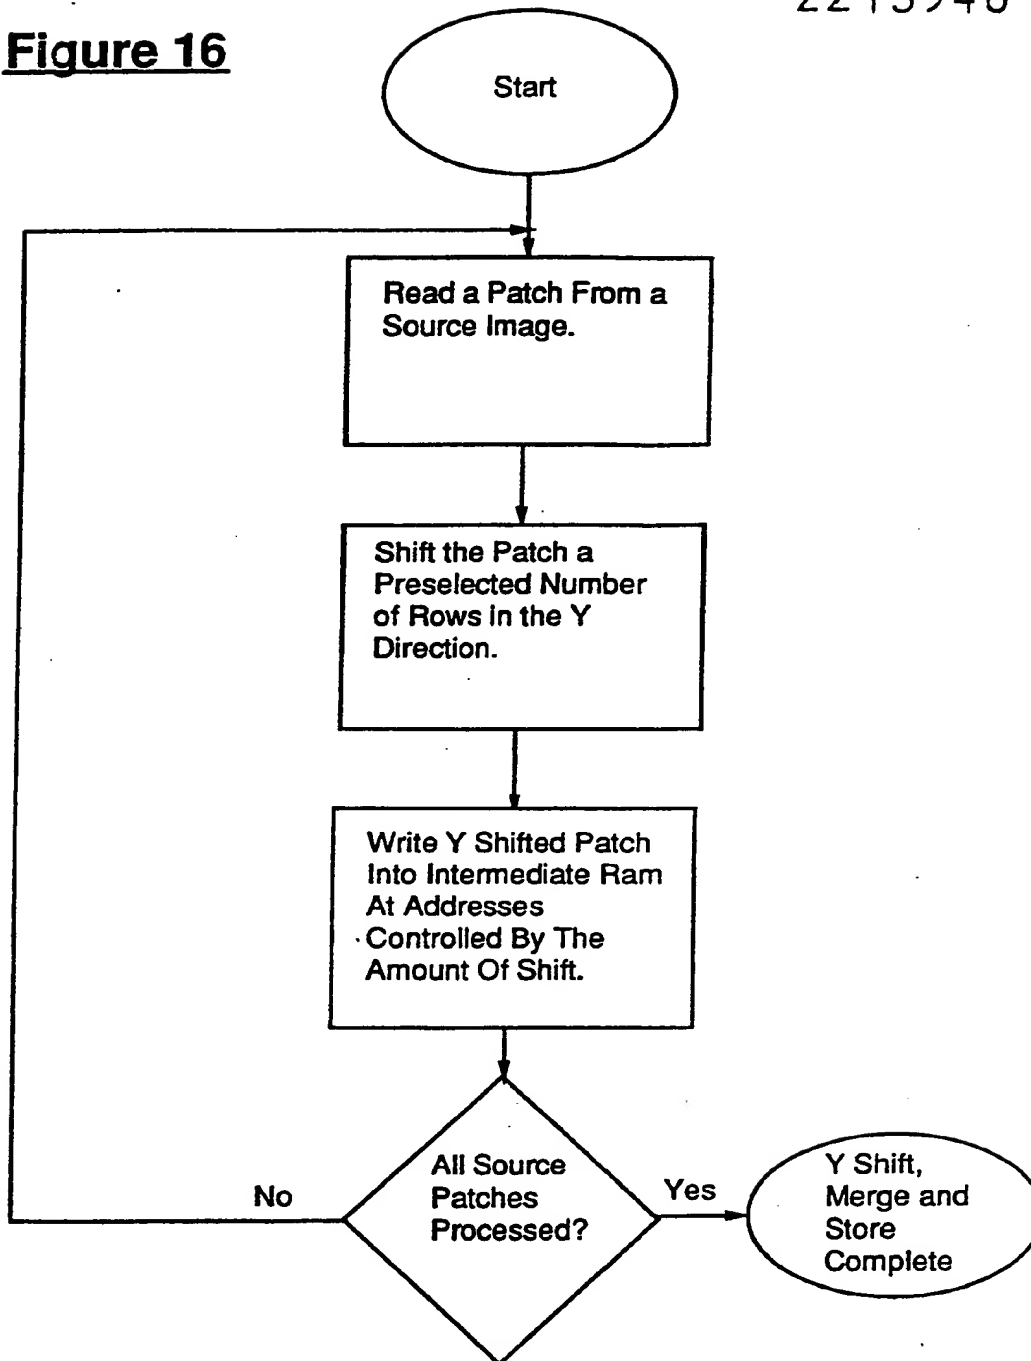 Figure 16
Start
Read a Patch From a
Source Image.
Shift the Patch a
Preselected Number
of Rows in the Y
Direction.
Write Y Shifted Patch
Into Intermediate Ram
At Addresses
Controlled By The
Amount Of Shift.
All Source
Patches
Processed?
No
Yes
Y Shift,
Merge and
Store
Complete